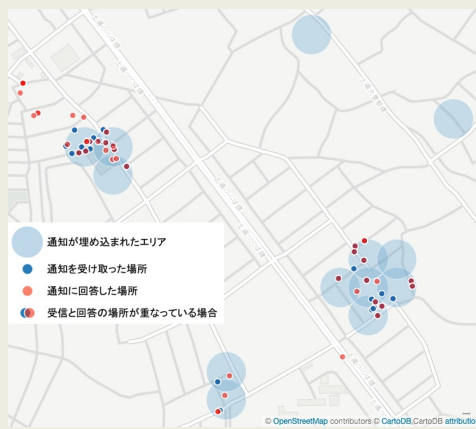 通知が埋め込まれたエリア
通知を受け取った場所
通知に回答した場所
受信と回答の場所が重なっている場合
© OpenStreetMap contributors © CartoDB,CartoDB attributio